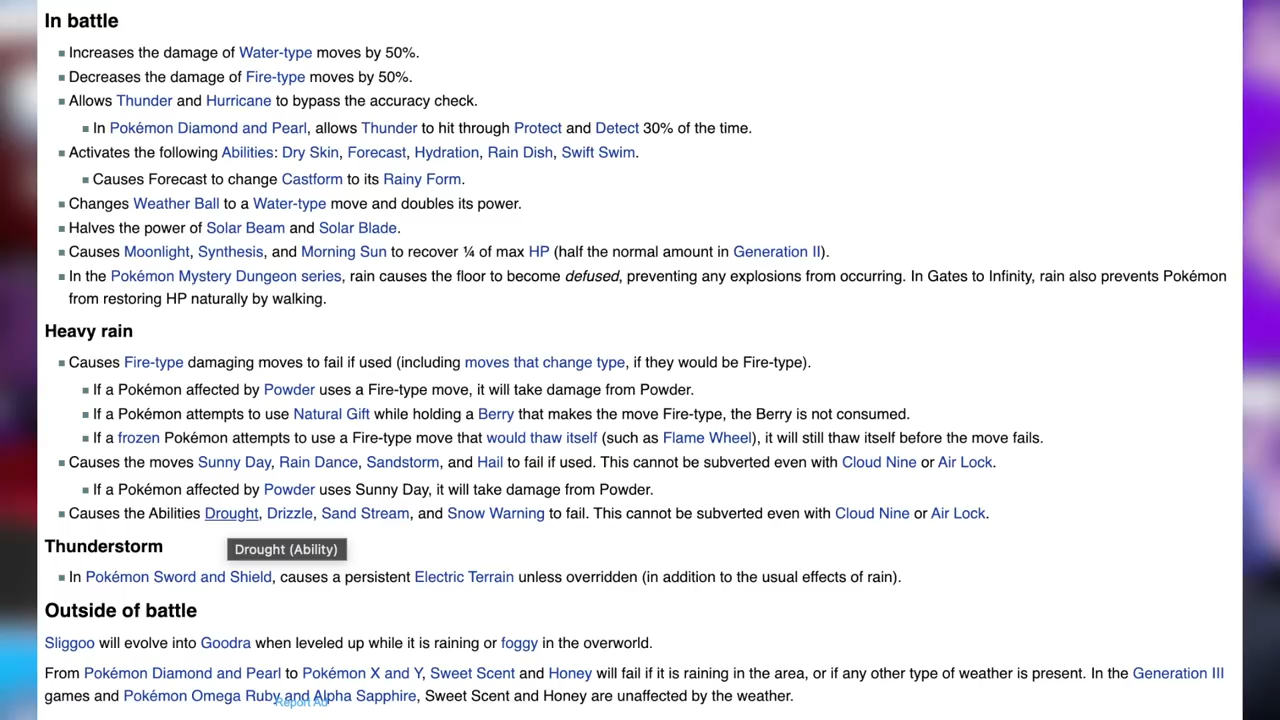 In battle
Increases the damage of Water-type moves by 50%.
Decreases the damage of Fire-type moves by 50%.
Allows Thunder and Hurricane to bypass the accuracy check.
In Pokémon Diamond and Pearl, allows Thunder to hit through Protect and Detect 30% of the time.
Activates the following Abilities: Dry Skin, Forecast, Hydration, Rain Dish, Swift Swim.
Causes Forecast to change Castform to its Rainy Form.
Changes Weather Ball to a Water-type move and doubles its power.
Halves the power of Solar Beam and Solar Blade.
Causes Moonlight, Synthesis, and Morning Sun to recover ¼ of max HP (half the normal amount in Generation II).
In the Pokémon Mystery Dungeon series, rain causes the floor to become defused, preventing any explosions from occurring. In Gates to Infinity, rain also prevents Pokémon
from restoring HP naturally by walking.
Heavy rain
Causes Fire-type damaging moves to fail if used (including moves that change type, if they would be Fire-type).
If a Pokémon affected by Powder uses a Fire-type move, it will take damage from Powder.
If a Pokémon attempts to use Natural Gift while holding a Berry that makes the move Fire-type, the Berry is not consumed.
If a frozen Pokémon attempts to use a Fire-type move that would thaw itself (such as Flame Wheel), it will still thaw itself before the move fails.
Causes the moves Sunny Day, Rain Dance, Sandstorm, and Hail to fail if used. This cannot be subverted even with Cloud Nine or Air Lock.
If a Pokémon affected by Powder uses Sunny Day, it will take damage from Powder.
Causes the Abilities Drought, Drizzle, Sand Stream, and Snow Warning to fail. This cannot be subverted even with Cloud Nine or Air Lock.
Thunderstorm
Drought (Ability)
In Pokémon Sword and Shield, causes a persistent Electric Terrain unless overridden (in addition to the usual effects of rain).
Outside of battle
Sliggoo will evolve into Goodra when leveled up while it is raining or foggy in the overworld.
From Pokémon Diamond and Pearl to Pokémon X and Y, Sweet Scent and Honey will fail if it is raining in the area, or if any other type of weather is present. In the Generation III
games and Pokémon Omega Ruby and Alpha Sapphire, Sweet Scent and Honey are unaffected by the weather.
Report Ad